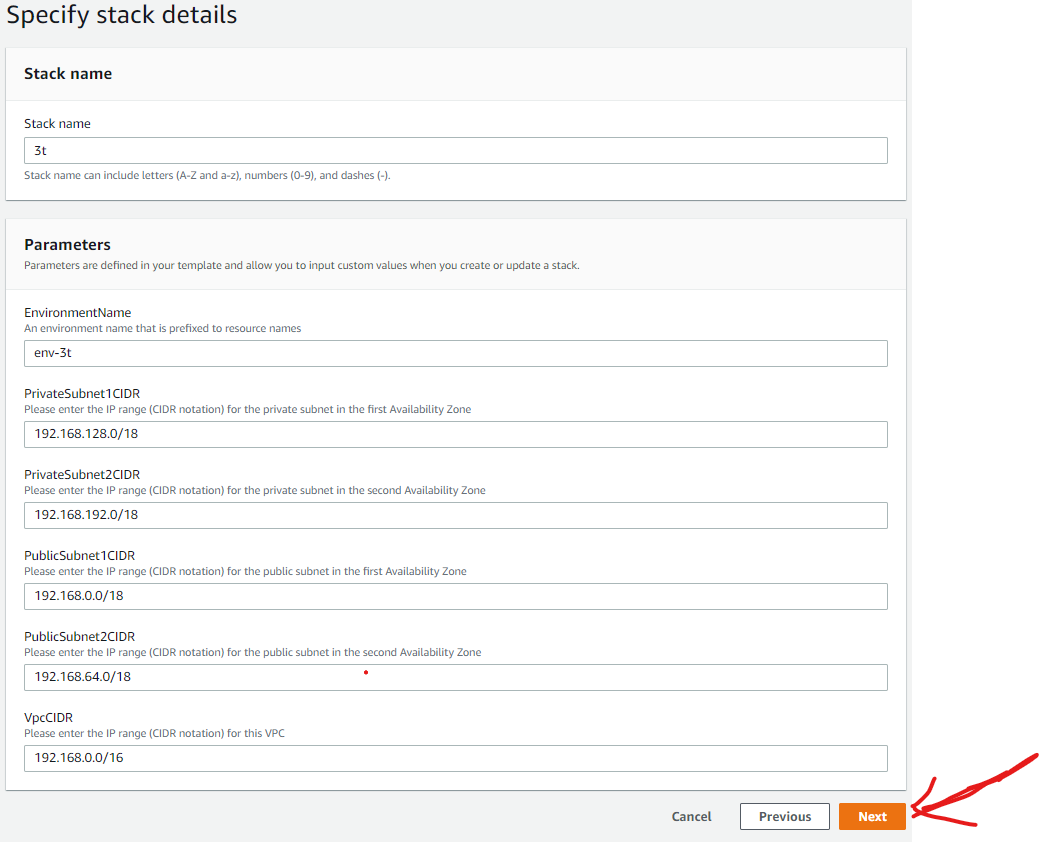 Specify stack details
Stack name
Stack name
3t
Stack name can include letters (A-Z and a-z), numbers (0-9), and dashes (-).
Parameters
Parameters are defined in your template and allow you to input custom values when you create or update a stack.
EnvironmentName
An environment name that is prefixed to resource names
env-3t
PrivateSubnet1CIDR
Please enter the IP range (CIDR notation) for the private subnet in the first Availability Zone
192.168.128.0/18
PrivateSubnet2CIDR
Please enter the IP range (CIDR notation) for the private subnet in the second Availability Zone
192.168.192.0/18
PublicSubnet1CIDR
Please enter the IP range (CIDR notation) for the public subnet in the first Availability Zone
192.168.0.0/18
PublicSubnet2CIDR
Please enter the IP range (CIDR notation) for the public subnet in the second Availability Zone
192.168.64.0/18
VpcCIDR
Please enter the IP range (CIDR notation) for this VPC
192.168.0.0/16
Cancel Previous Next